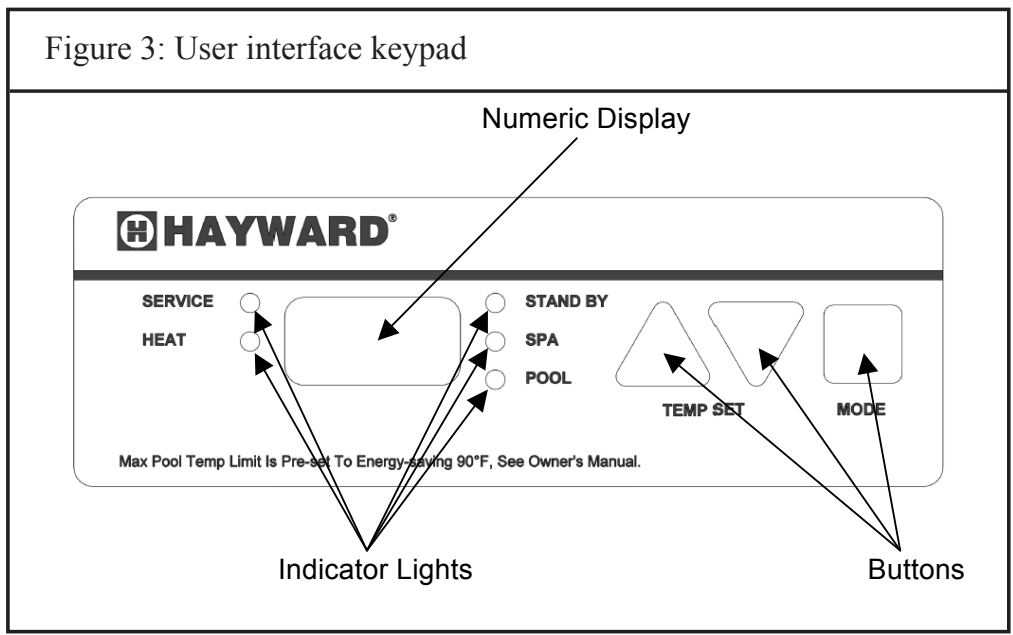 Figure 3: User interface keypad
Numeric Display
HAYWARD®
SERVICE
HEAT
STAND BY
SPA
POOL
TEMP SET
MODE
Max Pool Temp Limit Is Pre-set To Energy-saving 90°F, See Owner's Manual.
Indicator Lights
Buttons